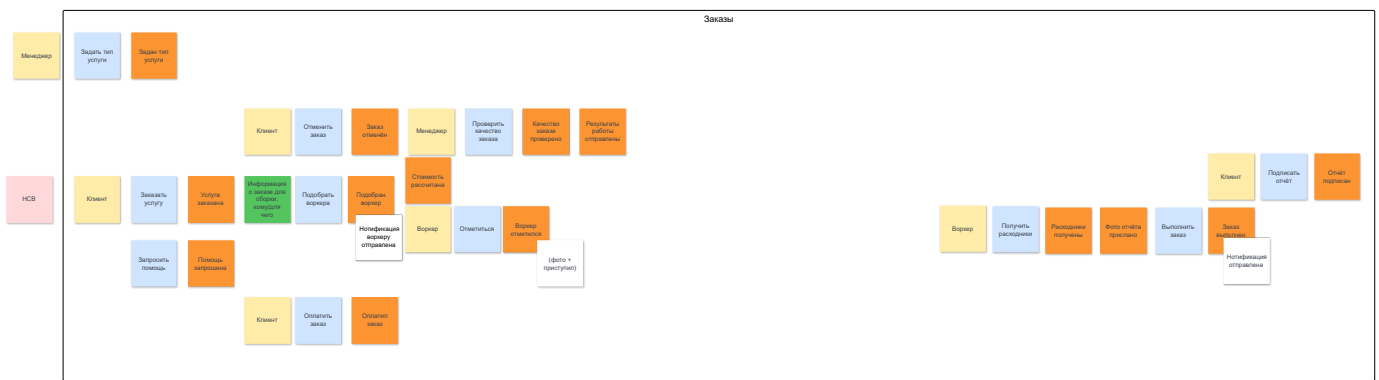 Заказы
Менеджер
Задать тип
услуги
Задан тип
услуги
Клиент
Отменить
заказ
Заказ
отменён
Менеджер
Проверить
качество
заказа
Качество
заказа
проверено
Результаты
работы
отправлены
НСВ
Клиент
Заказать
услугу
Услуга
заказана
Информация
о заказе для
сборки,
кому/для
чего
Подобрать
воркера
Подобран
воркер
Нотификация
воркеру
отправлена
Стоимость
рассчитана
Воркер
Отметиться
Воркер
отметился
(фото +
приступил)
Запросить
помощь
Помощь
запрошена
Клиент
Оплатить
заказ
Оплатил
заказ
Воркер
Получить
расходники
Расходники
получены
Фото отчёта
прислано
Выполнить
заказ
Заказ
выполнен
Нотификация
отправлена
Клиент
Подписать
отчёт
Отчёт
подписан